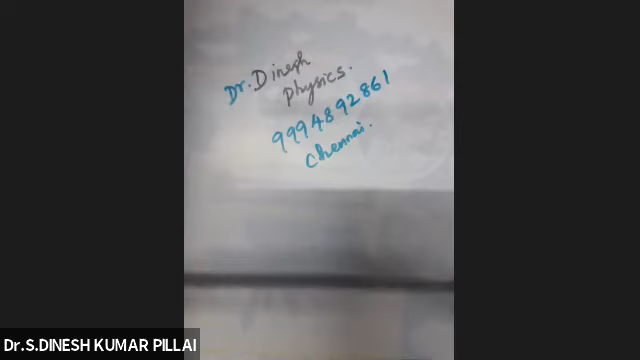 Dr. Dinesh
Physics.
9994892861
Chennai.
Dr.S.DINESH KUMAR PILLAI